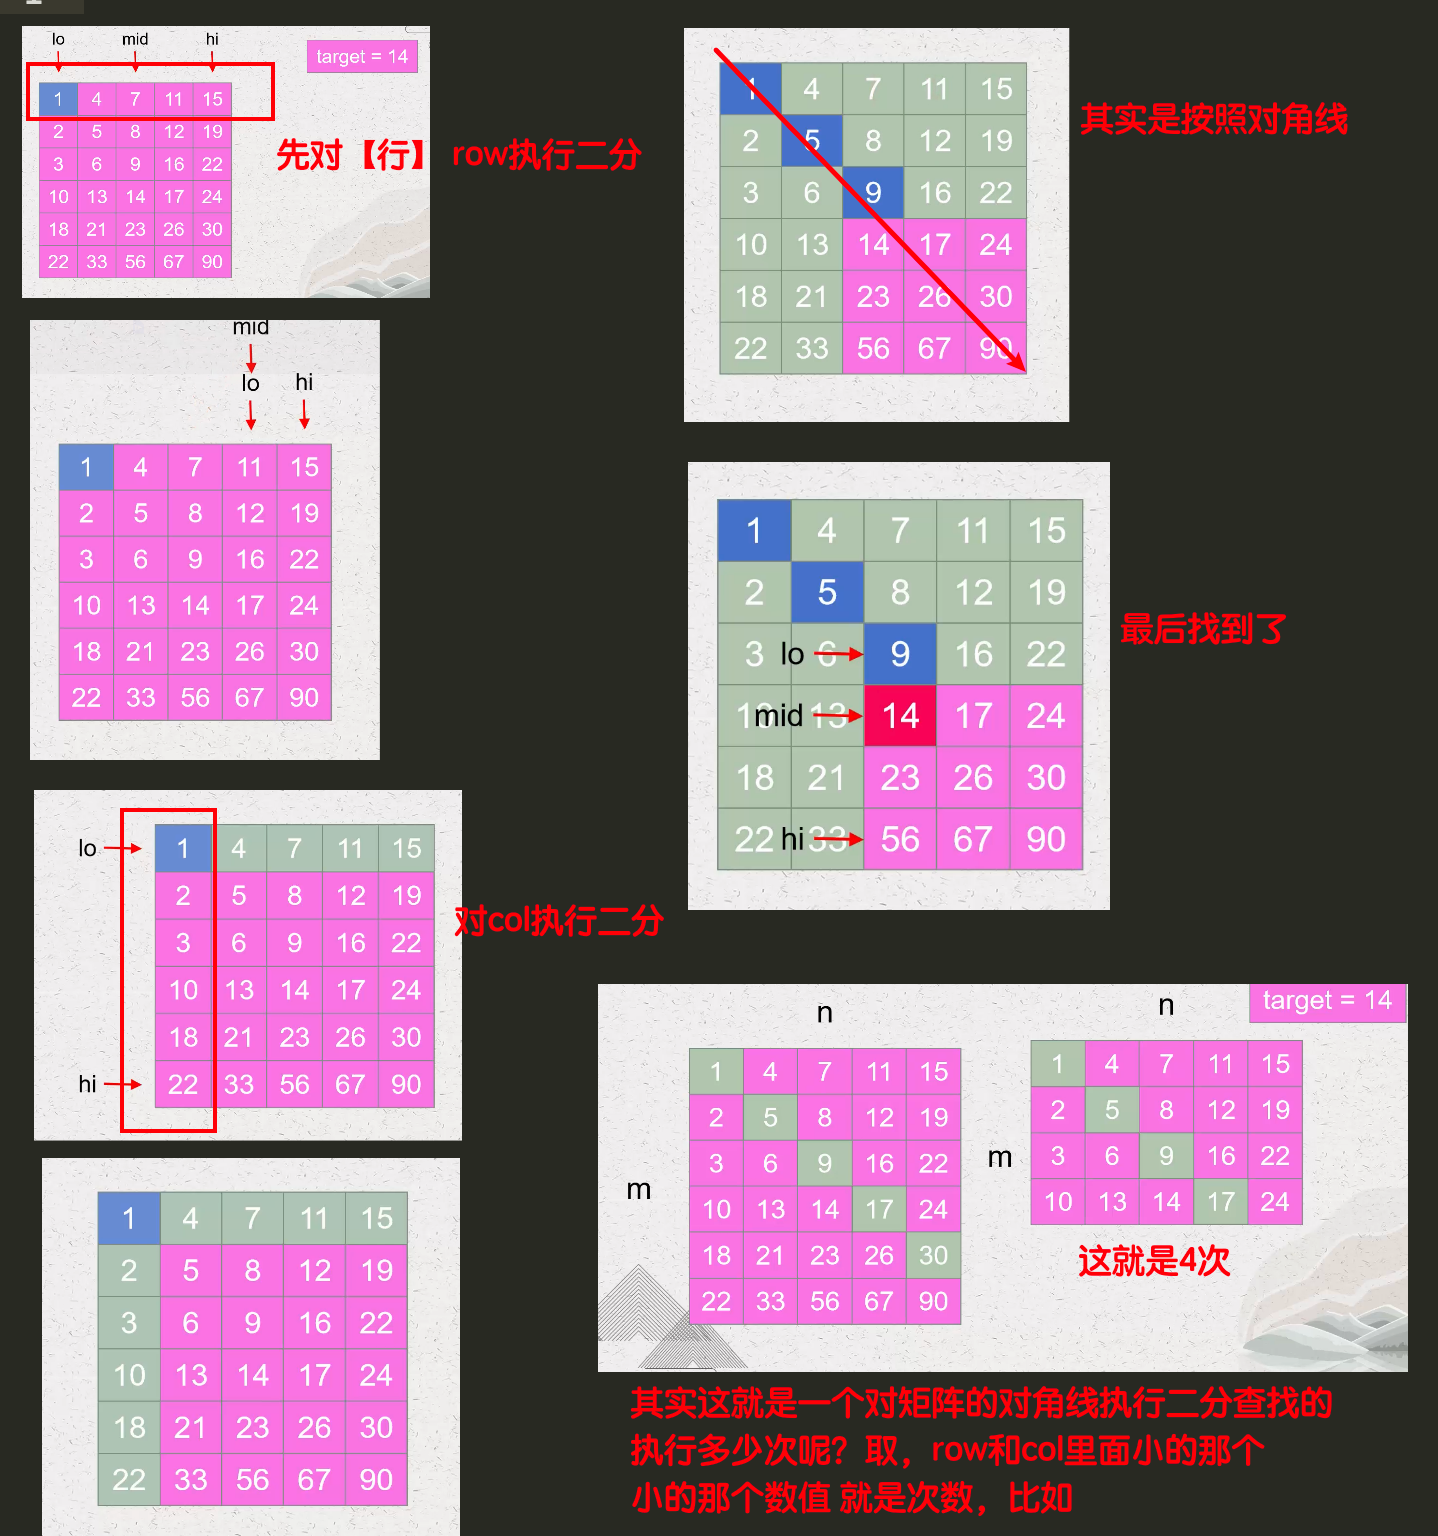 lo mid hi
target = 14
1 4 7 11 15
2 5 8 12 19
3 6 9 16 22
10 13 14 17 24
18 21 23 26 30
22 33 56 67 90
先对【行】 row执行二分
mid
lo hi
1 4 7 11 15
2 5 8 12 19
3 6 9 16 22
10 13 14 17 24
18 21 23 26 30
22 33 56 67 90
lo 1 4 7 11 15
2 5 8 12 19
3 6 9 16 22
10 13 14 17 24
18 21 23 26 30
hi 22 33 56 67 90
对col执行二分
1 4 7 11 15
2 5 8 12 19
3 6 9 16 22
10 13 14 17 24
18 21 23 26 30
22 33 56 67 90
1 4 7 11 15
2 5 8 12 19
3 6 9 16 22
10 13 14 17 24
18 21 23 26 30
22 33 56 67 90
其实是按照对角线
1 4 7 11 15
2 5 8 12 19
3 6 lo 9 16 22
10 13 mid 14 17 24
18 21 23 26 30
22 33 hi 56 67 90
最后找到了
n
m
1 4 7 11 15
2 5 8 12 19
3 6 9 16 22
10 13 14 17 24
18 21 23 26 30
22 33 56 67 90
n
target = 14
m
1 4 7 11 15
2 5 8 12 19
3 6 9 16 22
10 13 14 17 24
这就是4次
其实这就是一个对矩阵的对角线执行二分查找的
执行多少次呢？取，row和col里面小的那个
小的那个数值 就是次数，比如